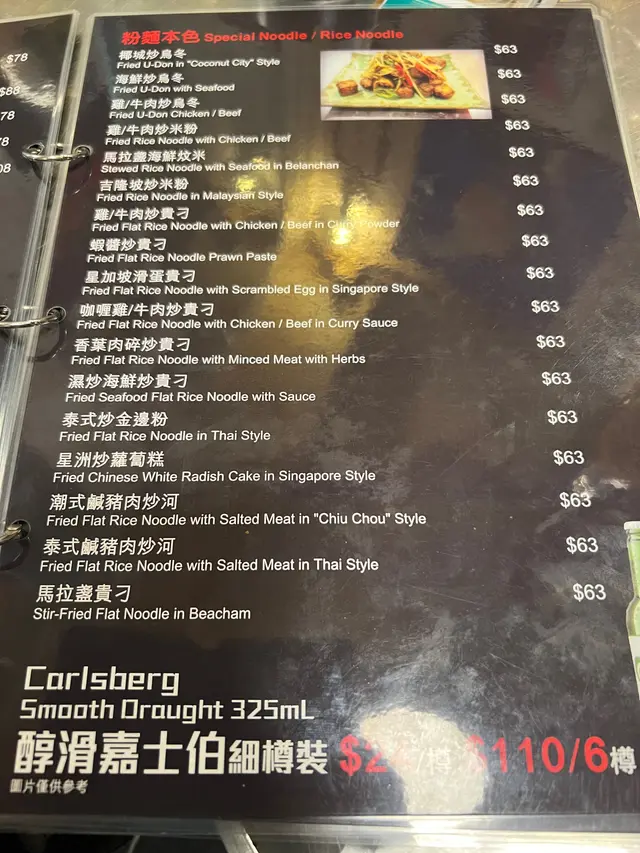 $78
$88
78
78
08
粉麵本色 Special Noodle / Rice Noodle
椰城炒烏冬 $63
Fried U-Don in "Coconut City" Style
海鮮炒烏冬 $63
Fried U-Don with Seafood
雞/牛肉炒烏冬 $63
Fried U-Don Chicken / Beef
雞/牛肉炒米粉 $63
Fried Rice Noodle with Chicken / Beef
馬拉盞海鮮炆米 $63
Stewed Rice Noodle with Seafood in Belanchan
吉隆坡炒米粉 $63
Fried Rice Noodle in Malaysian Style
雞/牛肉炒貴刁 $63
Fried Flat Rice Noodle with Chicken / Beef in Curry Powder
蝦醬炒貴刁 $63
Fried Flat Rice Noodle Prawn Paste
星加坡滑蛋貴刁 $63
Fried Flat Rice Noodle with Scrambled Egg in Singapore Style
咖喱雞/牛肉炒貴刁 $63
Fried Flat Rice Noodle with Chicken / Beef in Curry Sauce
香葉肉碎炒貴刁 $63
Fried Flat Rice Noodle with Minced Meat with Herbs
濕炒海鮮炒貴刁 $63
Fried Seafood Flat Rice Noodle with Sauce
泰式炒金邊粉 $63
Fried Flat Rice Noodle in Thai Style
星洲炒蘿蔔糕 $63
Fried Chinese White Radish Cake in Singapore Style
潮式鹹豬肉炒河 $63
Fried Flat Rice Noodle with Salted Meat in "Chiu Chou" Style
泰式鹹豬肉炒河 $63
Fried Flat Rice Noodle with Salted Meat in Thai Style
馬拉盞貴刁 $63
Stir-Fried Flat Noodle in Beacham
Carlsberg
Smooth Draught 325mL
醇滑嘉士伯細樽裝 /樽 $110/6樽
圖片僅供參考